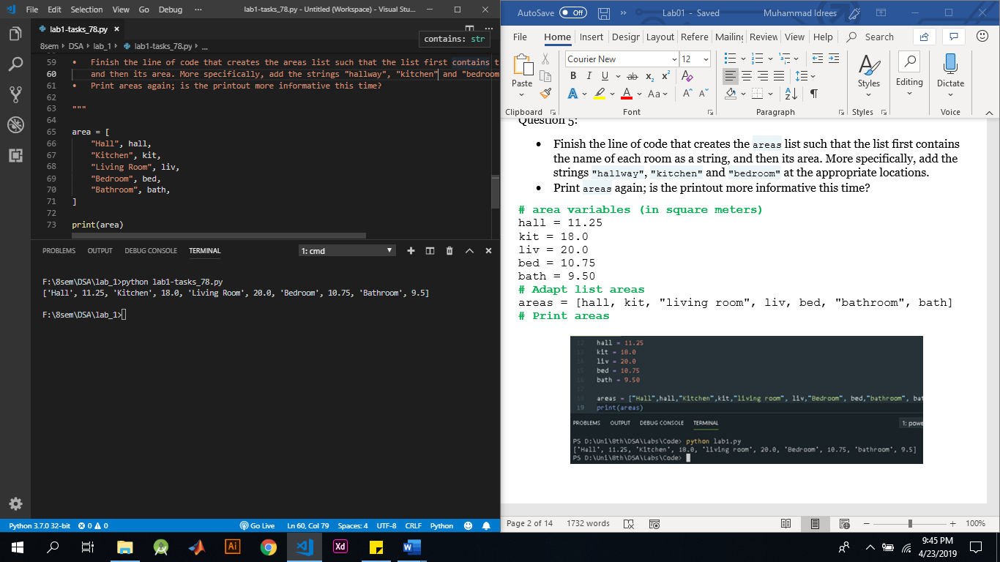 File Edit Selection View Go Debug ··· lab1-tasks_78.py - Untitled (Workspace) - Visual Stu...
lab1-tasks_78.py ×
contains: str
8sem › DSA › lab_1 › lab1-tasks_78.py › ...
59 • Finish the line of code that creates the areas list such that the list first contains t
60 and then its area. More specifically, add the strings "hallway", "kitchen" and "bedroom
61 • Print areas again; is the printout more informative this time?
62
63 """
64
65 area = [
66 "Hall", hall,
67 "Kitchen", kit,
68 "Living Room", liv,
69 "Bedroom", bed,
70 "Bathroom", bath,
71 ]
72
73 print(area)
PROBLEMS OUTPUT DEBUG CONSOLE TERMINAL 1: cmd
F:\8sem\DSA\lab_1>python lab1-tasks_78.py
['Hall', 11.25, 'Kitchen', 18.0, 'Living Room', 20.0, 'Bedroom', 10.75, 'Bathroom', 9.5]
F:\8sem\DSA\lab_1>
Python 3.7.0 32-bit 0 0 Go Live Ln 60, Col 79 Spaces: 4 UTF-8 CRLF Python
AutoSave Off Lab01 - Saved Muhammad Idrees
File Home Insert Desigr Layout Refere Mailing Review View Help Search
Courier New 12
Paste
B I U ab x₂ x²
A Aa A A
Styles Editing Dictate
Clipboard Font Paragraph Styles Voice
Question 5:
• Finish the line of code that creates the areas list such that the list first contains
the name of each room as a string, and then its area. More specifically, add the
strings "hallway", "kitchen" and "bedroom" at the appropriate locations.
• Print areas again; is the printout more informative this time?
# area variables (in square meters)
hall = 11.25
kit = 18.0
liv = 20.0
bed = 10.75
bath = 9.50
# Adapt list areas
areas = [hall, kit, "living room", liv, bed, "bathroom", bath]
# Print areas
12 hall = 11.25
13 kit = 18.0
14 liv = 20.0
15 bed = 10.75
16 bath = 9.50
17
18 areas = ["Hall",hall,"Kitchen",kit,"living room", liv,"Bedroom", bed,"bathroom", bat
19 print(areas)
PROBLEMS OUTPUT DEBUG CONSOLE TERMINAL 1: powe
PS D:\Uni\8th\DSA\Labs\Code> python lab1.py
['Hall', 11.25, 'Kitchen', 18.0, 'living room', 20.0, 'Bedroom', 10.75, 'bathroom', 9.5]
PS D:\Uni\8th\DSA\Labs\Code>
Page 2 of 14 1732 words 100%
Ai Xd W
9:45 PM
4/23/2019